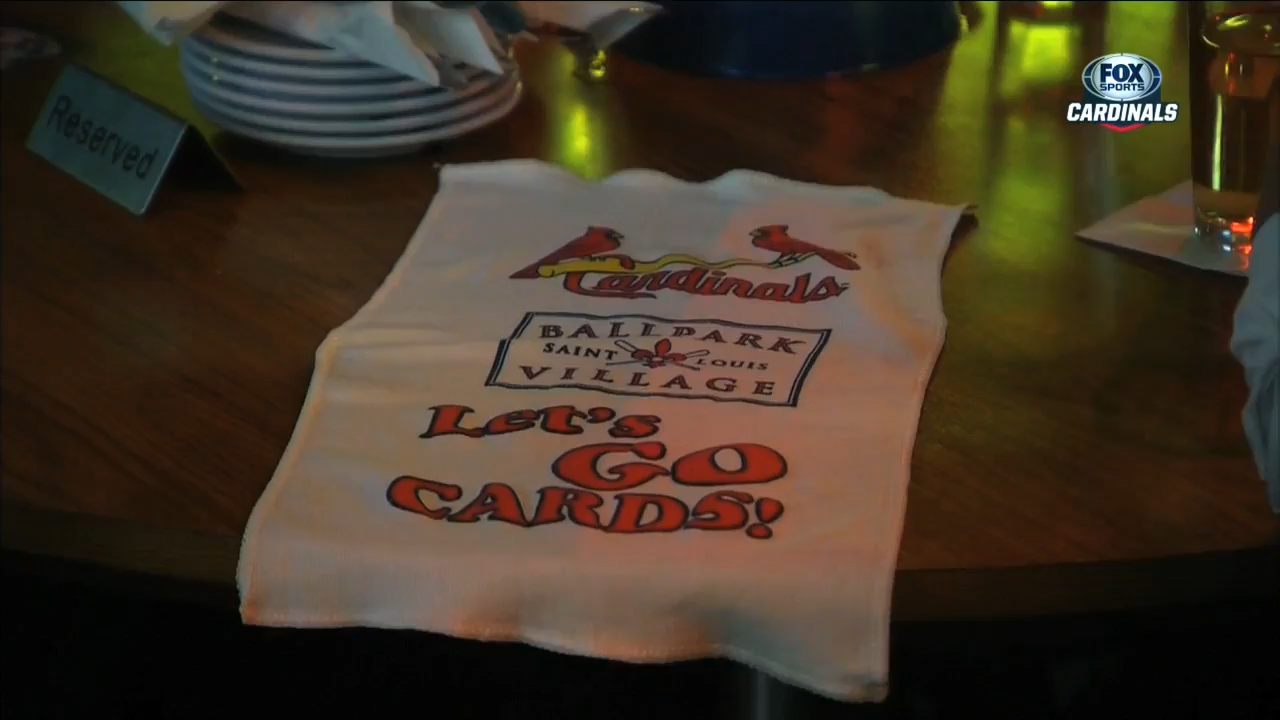 FOX
SPORTS
CARDINALS
Reserved
Cardinals
BALLPARK
SAINT LOUIS
VILLAGE
Let's
GO
CARDS!